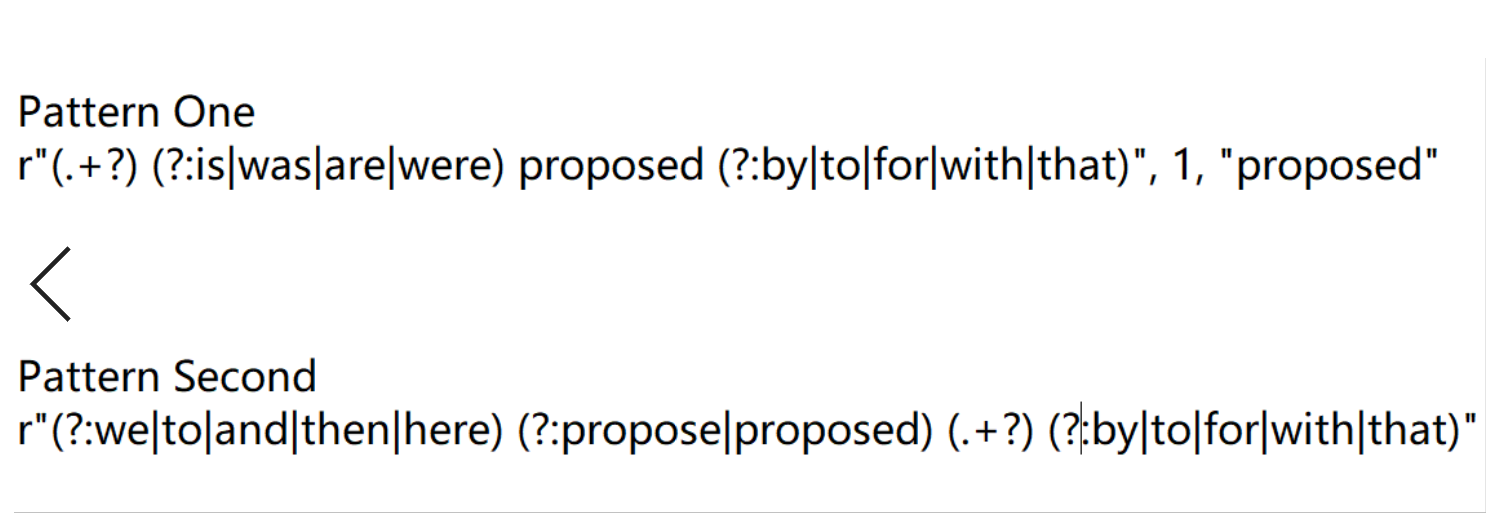 Pattern One
r"(.+?) (?:is|was|are|were) proposed (?:by|to|for|with|that)", 1, "proposed"
Pattern Second
r"(?:we|to|and|then|here) (?:propose|proposed) (.+?) (?:by|to|for|with|that)"